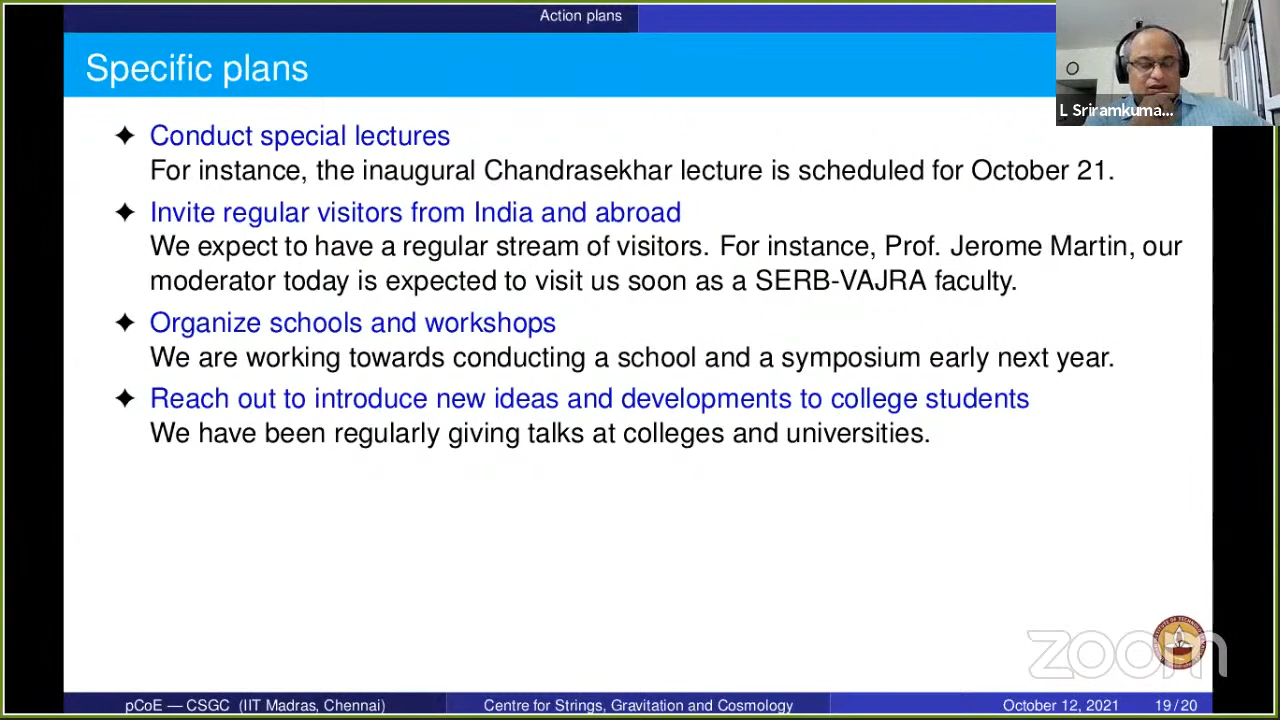 Action plans
Specific plans
L Sriramkuma...
Conduct special lectures
For instance, the inaugural Chandrasekhar lecture is scheduled for October 21.
Invite regular visitors from India and abroad
We expect to have a regular stream of visitors. For instance, Prof. Jerome Martin, our
moderator today is expected to visit us soon as a SERB-VAJRA faculty.
Organize schools and workshops
We are working towards conducting a school and a symposium early next year.
Reach out to introduce new ideas and developments to college students
We have been regularly giving talks at colleges and universities.
zoom
pCoE — CSGC (IIT Madras, Chennai) Centre for Strings, Gravitation and Cosmology October 12, 2021 19 / 20